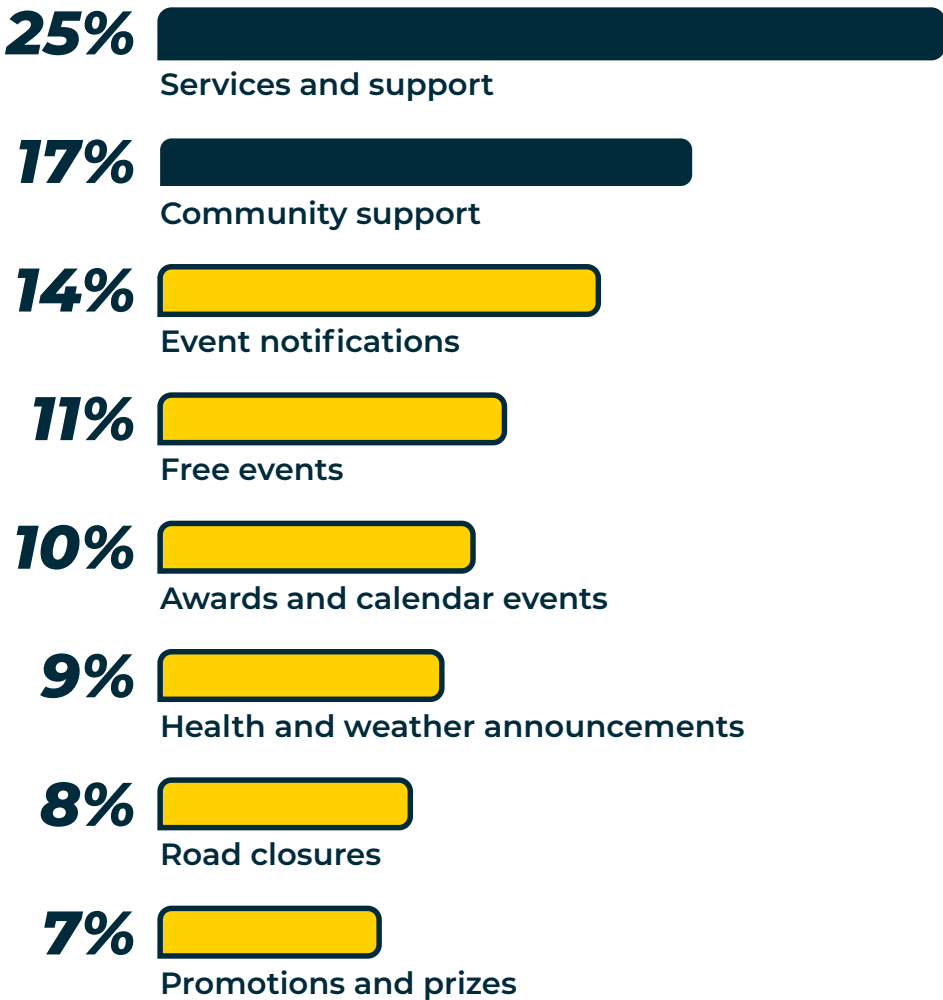 25%
Services and support
17%
Community support
14%
Event notifications
11%
Free events
10%
Awards and calendar events
9%
Health and weather announcements
8%
Road closures
7%
Promotions and prizes